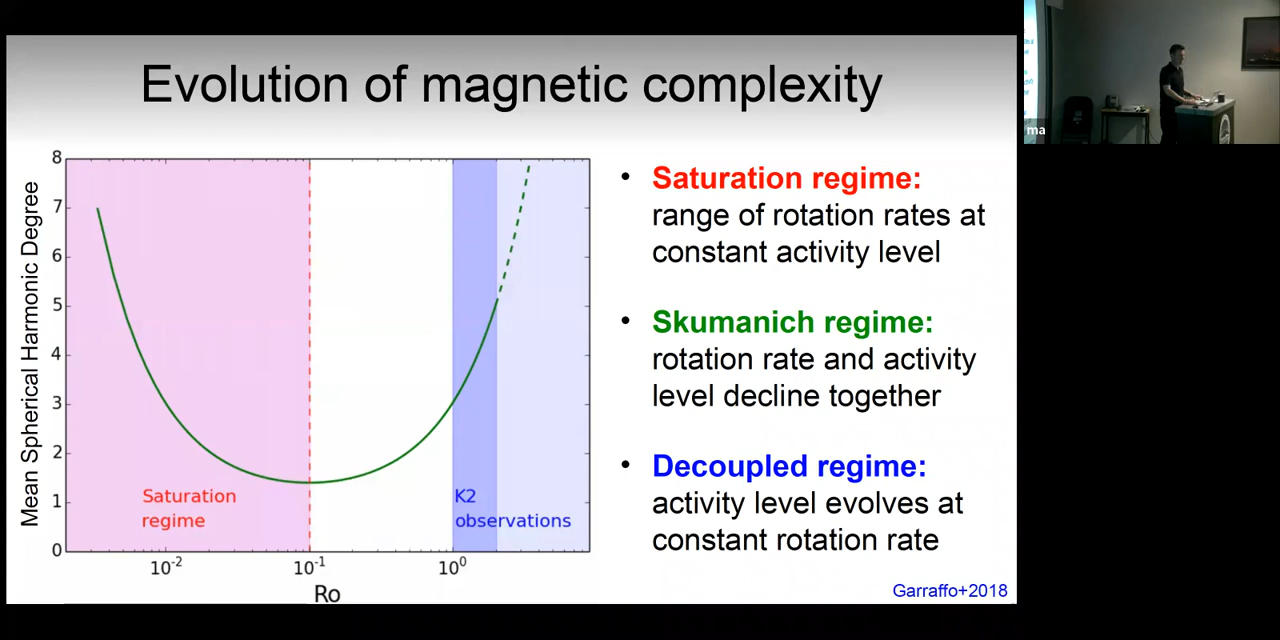 Evolution of magnetic complexity
Mean Spherical Harmonic Degree
8
7
6
5
4
3
2
1
0
Saturation
regime
K2
observations
10⁻²
10⁻¹
10⁰
Ro
• Saturation regime:
range of rotation rates at
constant activity level
• Skumanich regime:
rotation rate and activity
level decline together
• Decoupled regime:
activity level evolves at
constant rotation rate
Garraffo+2018
ma